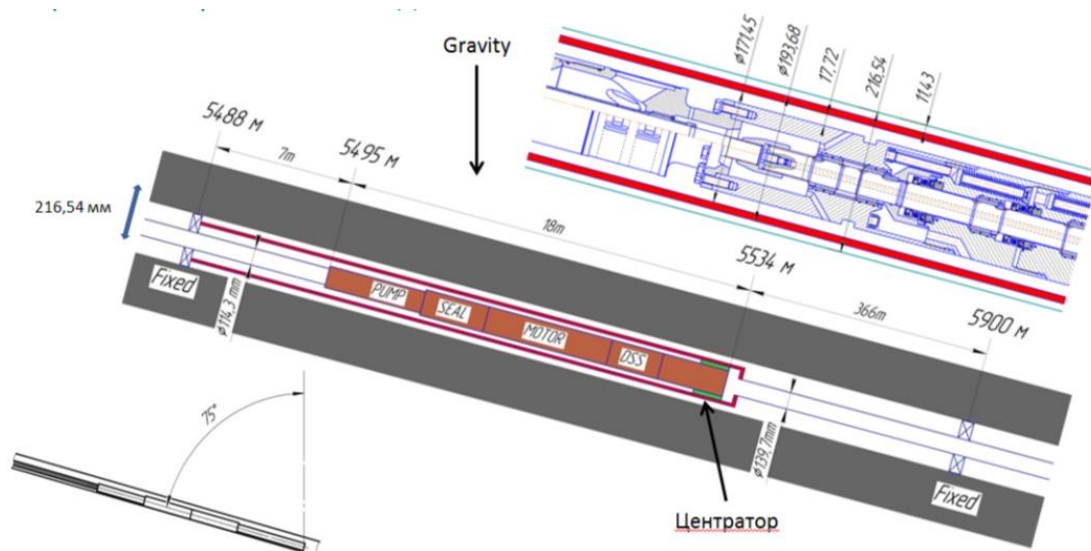 Gravity
ø171,45
ø193,68
17,72
216,54
11,43
5488 м
7m
5495 м
216,54 мм
18m
5534 м
366m
5900 м
Fixed
ø114,3 mm
PUMP
SEAL
MOTOR
DSS
ø139,7mm
Fixed
75°
Центратор